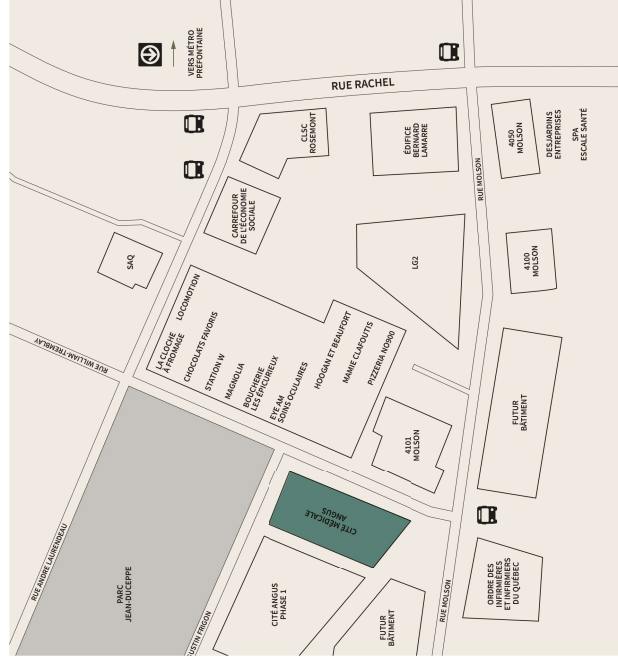 VERS MÉTRO
PRÉFONTAINE
RUE RACHEL
CLSC
ROSEMONT
ÉDIFICE
BERNARD
LAMARRE
4050
MOLSON
DESJARDINS
ENTREPRISES
SPA
ESCALE SANTÉ
RUE MOLSON
CARREFOUR
DE L'ÉCONOMIE
SOCIALE
SAQ
LG2
4100
MOLSON
LOCOMOTION
LA CLOCHE
À FROMAGE
CHOCOLATS FAVORIS
STATION W
MAGNOLIA
BOUCHERIE
LES ÉPICURIEUX
EYE AM
SOINS OCULAIRES
HOOGAN ET BEAUFORT
MAMIE CLAFOUTIS
PIZZERIA NO900
RUE WILLIAM-TREMBLAY
4101
MOLSON
FUTUR
BÂTIMENT
CITÉ MÉDICALE
ANGUS
RUE ANDRE LAURENDEAU
PARC
JEAN-DUCEPPE
USTIN FRIGON
CITÉ ANGUS
PHASE 1
FUTUR
BÂTIMENT
RUE MOLSON
ORDRE DES
INFIRMIÈRES
ET INFIRMIERS
DU QUÉBEC